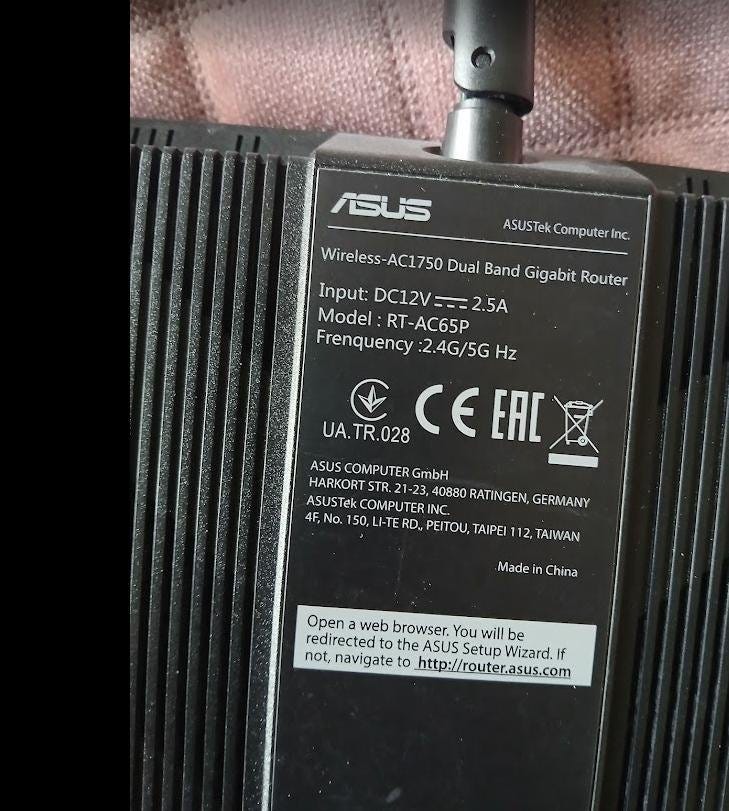 ASUS
ASUSTek Computer Inc.
Wireless-AC1750 Dual Band Gigabit Router
Input: DC12V⎓2.5A
Model : RT-AC65P
Frenquency :2.4G/5G Hz
UA.TR.028
CE EAC
ASUS COMPUTER GmbH
HARKORT STR. 21-23, 40880 RATINGEN, GERMANY
ASUSTek COMPUTER INC.
4F, No. 150, LI-TE RD., PEITOU, TAIPEI 112, TAIWAN
Made in China
Open a web browser. You will be
redirected to the ASUS Setup Wizard. If
not, navigate to http://router.asus.com